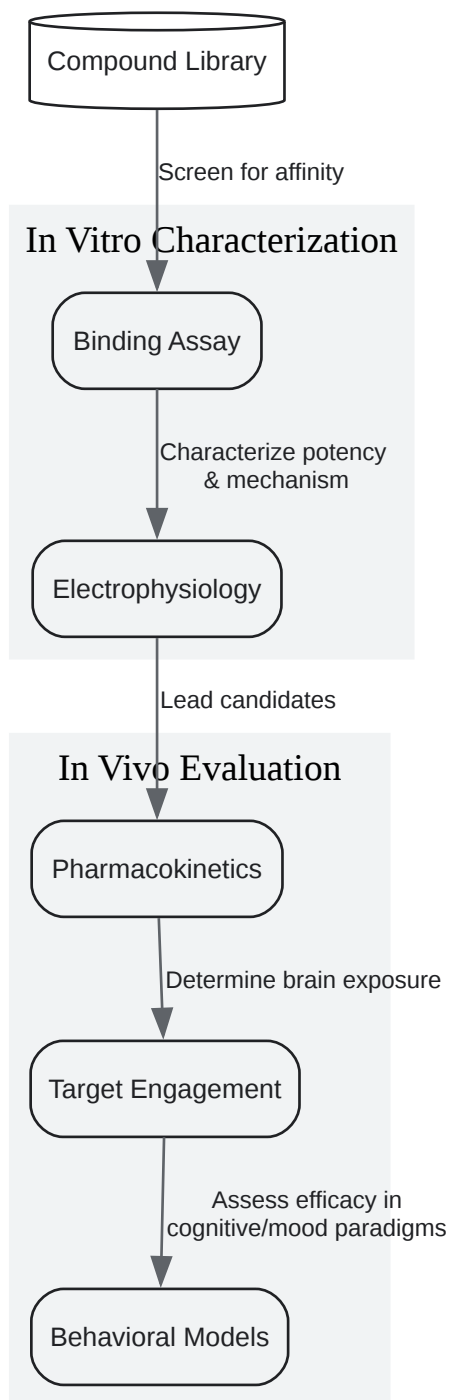 Compound Library
Screen for affinity
In Vitro Characterization
Binding Assay
Characterize potency
& mechanism
Electrophysiology
Lead candidates
In Vivo Evaluation
Pharmacokinetics
Determine brain exposure
Target Engagement
Assess efficacy in
cognitive/mood paradigms
Behavioral Models